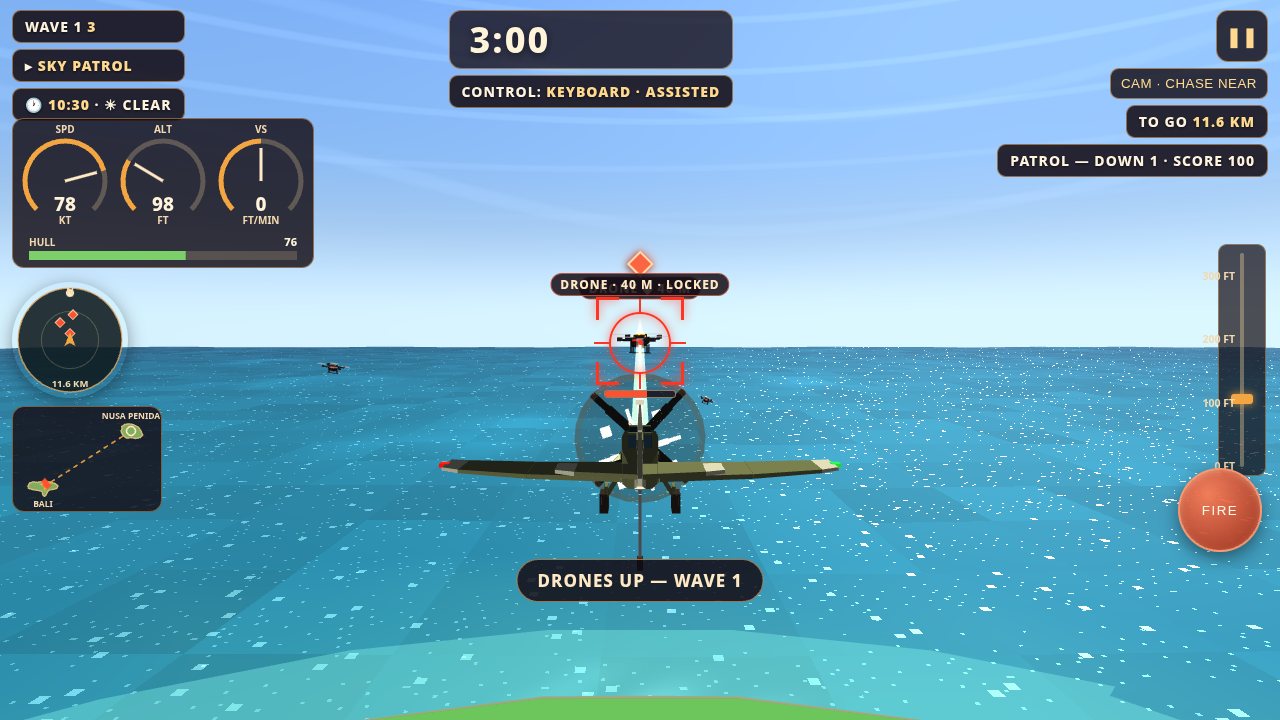 WAVE 1 3
▸ SKY PATROL
🕐 10:30 · ☀ CLEAR
SPD
ALT
VS
78
98
0
KT
FT
FT/MIN
HULL
76
11.6 KM
NUSA PENIDA
BALI
3:00
CONTROL: KEYBOARD · ASSISTED
CAM · CHASE NEAR
TO GO 11.6 KM
PATROL — DOWN 1 · SCORE 100
DRONE · 40 M · LOCKED
300 FT
200 FT
100 FT
0 FT
FIRE
DRONES UP — WAVE 1